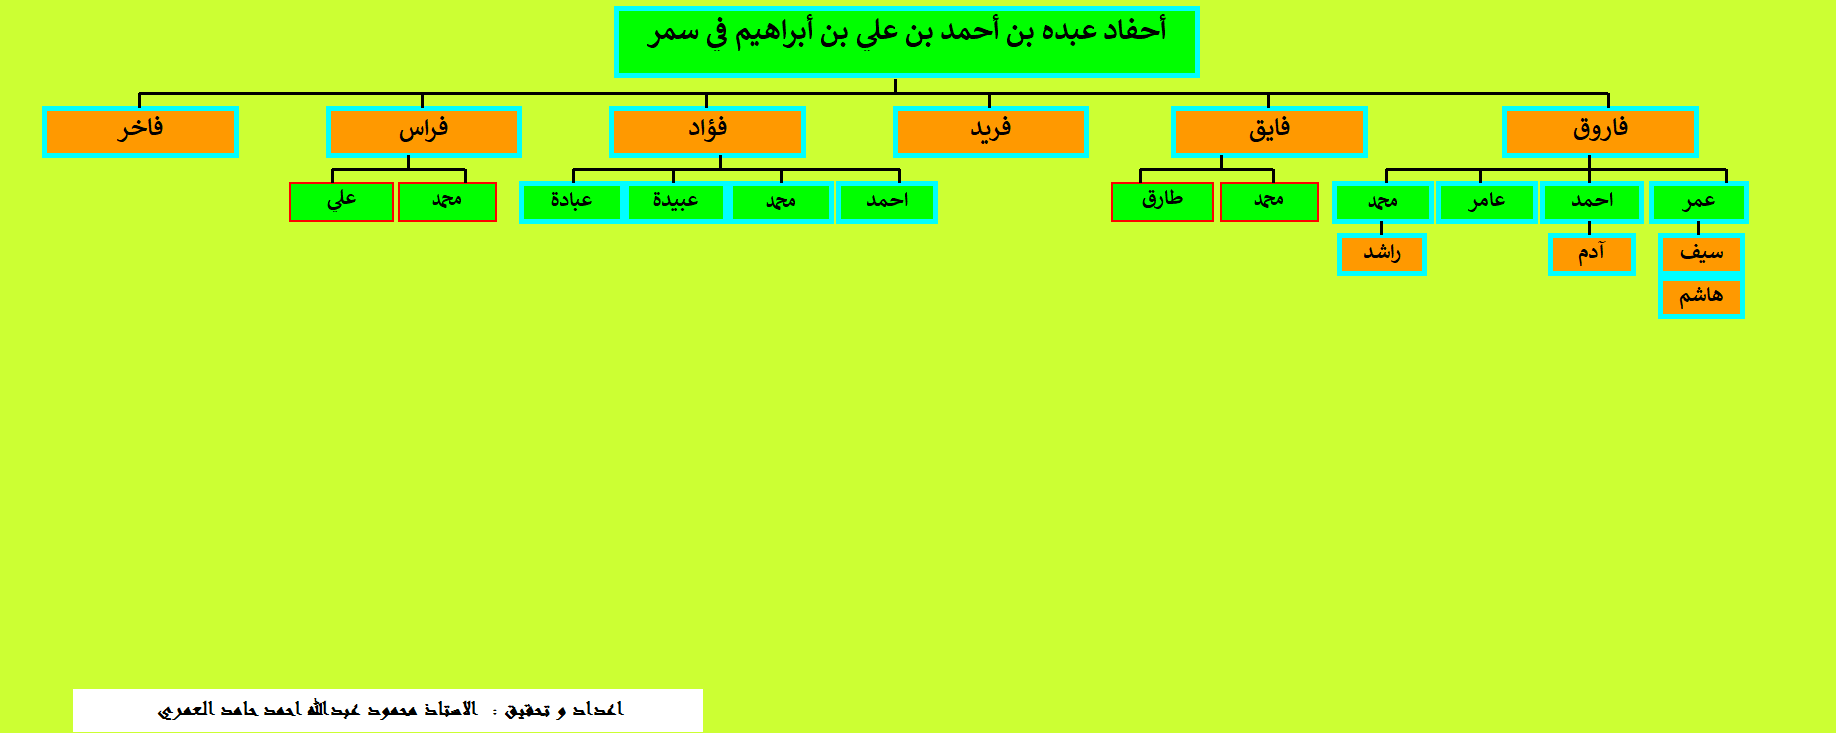 أحفاد عبده بن أحمد بن علي بن أبراهيم في سمر
فاروق
فايق
فريد
فؤاد
فراس
فاخر
عمر
احمد
عامر
محمد
محمد
طارق
احمد
محمد
عبيدة
عبادة
محمد
علي
سيف
آدم
راشد
هاشم
اعداد و تحقيق : الاستاذ محمود عبدالله احمد حامد العمري